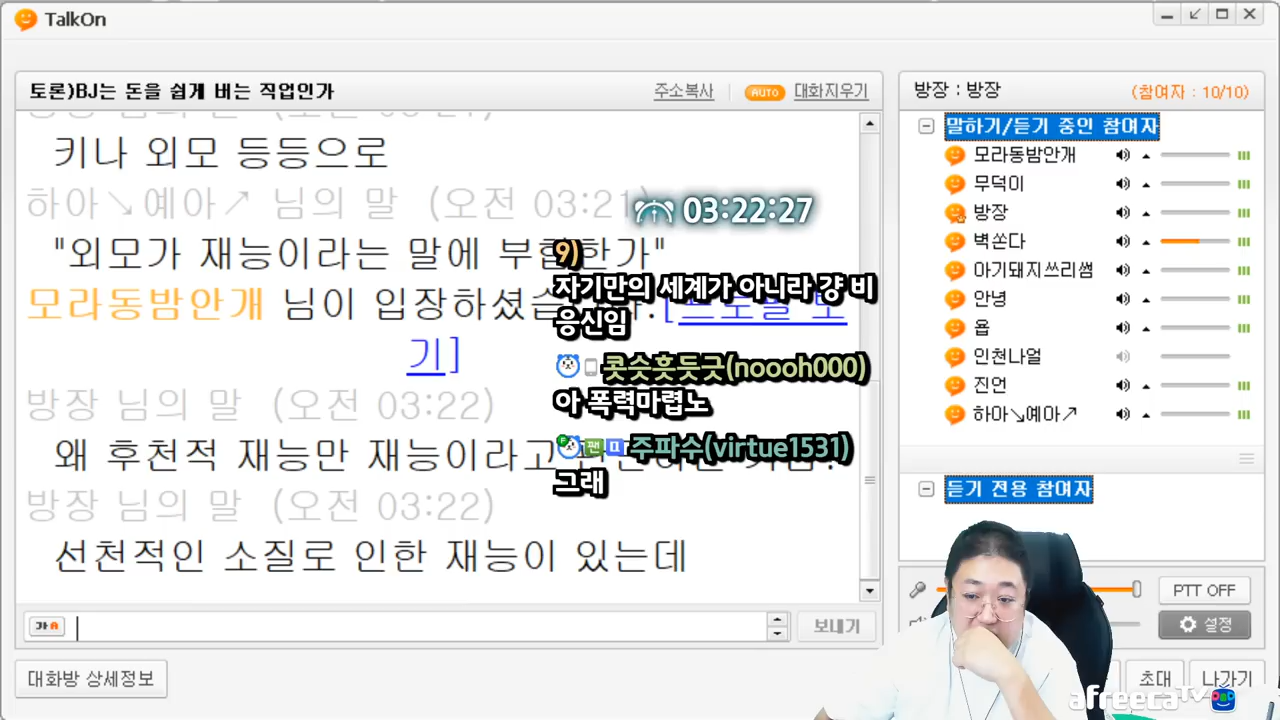 TalkOn
토론)BJ는 돈을 쉽게 버는 직업인가
주소복사
AUTO
대화지우기
키나 외모 등등으로
하아↘예아↗ 님의 말 (오전 03:21)
"외모가 재능이라는 말에 부합한가"
모라동밤안개 님이 입장하셨습니다.[프로필 보
기]
방장 님의 말 (오전 03:22)
왜 후천적 재능만 재능이라고
방장 님의 말 (오전 03:22)
선천적인 소질로 인한 재능이 있는데
03:22:27
9)
자기만의 세계가 아니라 걍 비
응신임
콧슷흣듯긋(noooh000)
아 폭력마렵노
F 팬 주파수(virtue1531)
그래
가A
보내기
대화방 상세정보
방장 : 방장
(참여자 : 10/10)
말하기/듣기 중인 참여자
모라동밤안개
무덕이
방장
벽쏜다
아기돼지쓰리썸
안녕
욥
인천나얼
진언
하아↘예아↗
듣기 전용 참여자
PTT OFF
설정
초대
나가기
afreecaTV